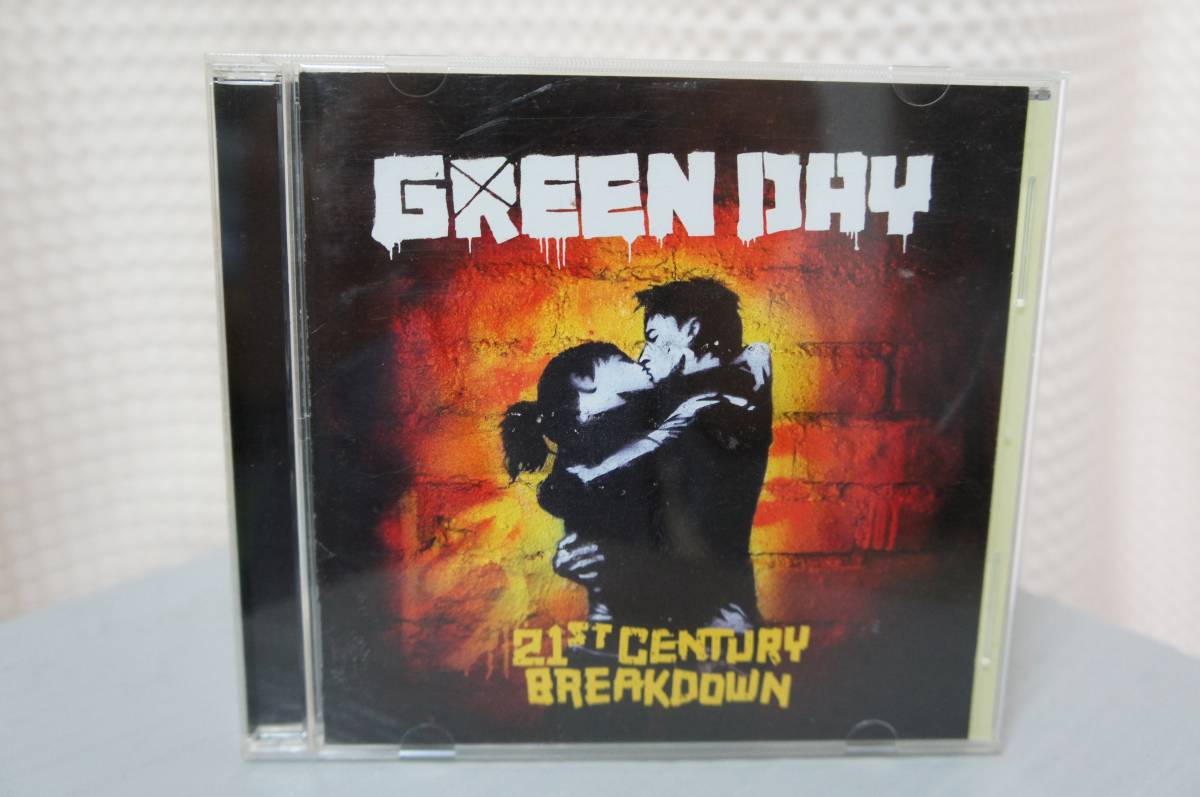 GREEN DAY
21ST CENTURY
BREAKDOWN